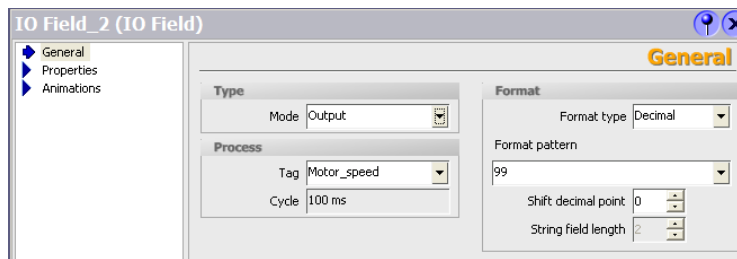 IO Field_2 (IO Field)
General
Properties
Animations
General
Type
Mode Output
Process
Tag Motor_speed
Cycle 100 ms
Format
Format type Decimal
Format pattern
99
Shift decimal point 0
String field length 2